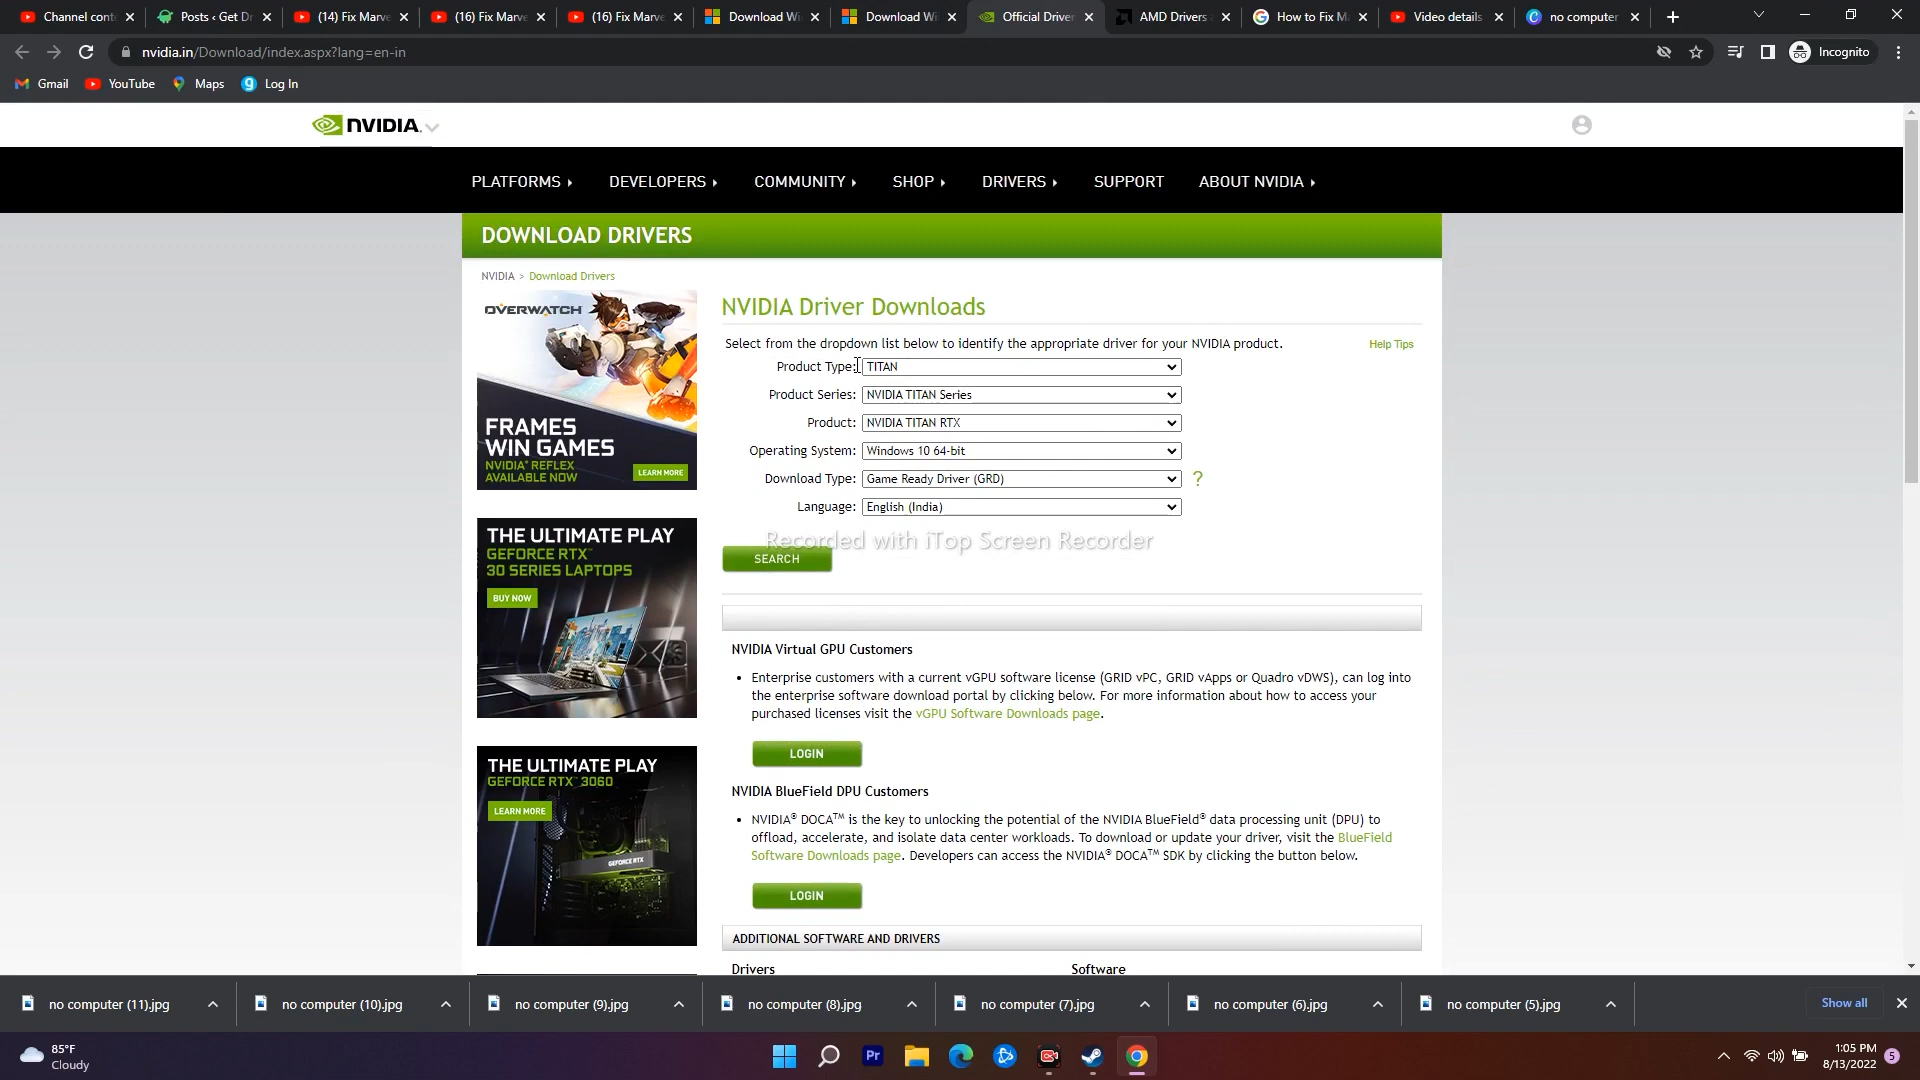 Channel cont
Posts ‹ Get Dr
(14) Fix Marve
(16) Fix Marve
(16) Fix Marve
Download Wi
Download Wi
Official Driver
AMD Drivers a
How to Fix Ma
Video details
no computer
nvidia.in/Download/index.aspx?lang=en-in
Incognito
Gmail
YouTube
Maps
Log In
NVIDIA.
PLATFORMS
DEVELOPERS
COMMUNITY
SHOP
DRIVERS
SUPPORT
ABOUT NVIDIA
DOWNLOAD DRIVERS
NVIDIA > Download Drivers
OVERWATCH
FRAMES
WIN GAMES
NVIDIA® REFLEX
AVAILABLE NOW
LEARN MORE
THE ULTIMATE PLAY
GEFORCE RTX™
30 SERIES LAPTOPS
BUY NOW
THE ULTIMATE PLAY
GEFORCE RTX™ 3060
LEARN MORE
GEFORCE RTX
NVIDIA Driver Downloads
Select from the dropdown list below to identify the appropriate driver for your NVIDIA product.
Help Tips
Product Type: TITAN
Product Series: NVIDIA TITAN Series
Product: NVIDIA TITAN RTX
Operating System: Windows 10 64-bit
Download Type: Game Ready Driver (GRD) ?
Language: English (India)
Recorded with iTop Screen Recorder
SEARCH
NVIDIA Virtual GPU Customers
• Enterprise customers with a current vGPU software license (GRID vPC, GRID vApps or Quadro vDWS), can log into
the enterprise software download portal by clicking below. For more information about how to access your
purchased licenses visit the vGPU Software Downloads page.
LOGIN
NVIDIA BlueField DPU Customers
• NVIDIA® DOCA™ is the key to unlocking the potential of the NVIDIA BlueField® data processing unit (DPU) to
offload, accelerate, and isolate data center workloads. To download or update your driver, visit the BlueField
Software Downloads page. Developers can access the NVIDIA® DOCA™ SDK by clicking the button below.
LOGIN
ADDITIONAL SOFTWARE AND DRIVERS
Drivers
Software
no computer (11).jpg
no computer (10).jpg
no computer (9).jpg
no computer (8).jpg
no computer (7).jpg
no computer (6).jpg
no computer (5).jpg
Show all
85°F
Cloudy
Pr
1:05 PM
8/13/2022
5